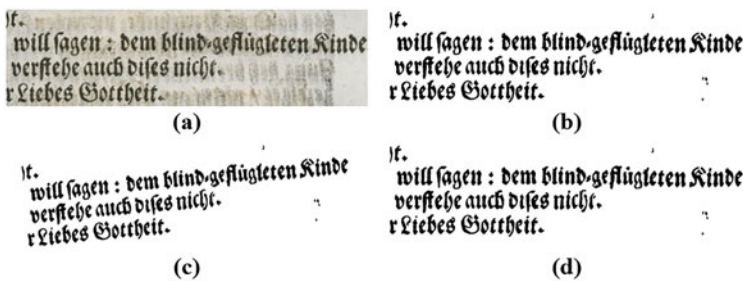 )t.
will ſagen : dem blind-geflügleten Kinde
verſtehe auch diſes nicht.
r Liebes Gottheit.
(a)
)t.
will ſagen : dem blind-geflügleten Kinde
verſtehe auch diſes nicht.
r Liebes Gottheit.
(b)
)t.
will ſagen : dem blind-geflügleten Kinde
verſtehe auch diſes nicht.
r Liebes Gottheit.
(c)
)t.
will ſagen : dem blind-geflügleten Kinde
verſtehe auch diſes nicht.
r Liebes Gottheit.
(d)